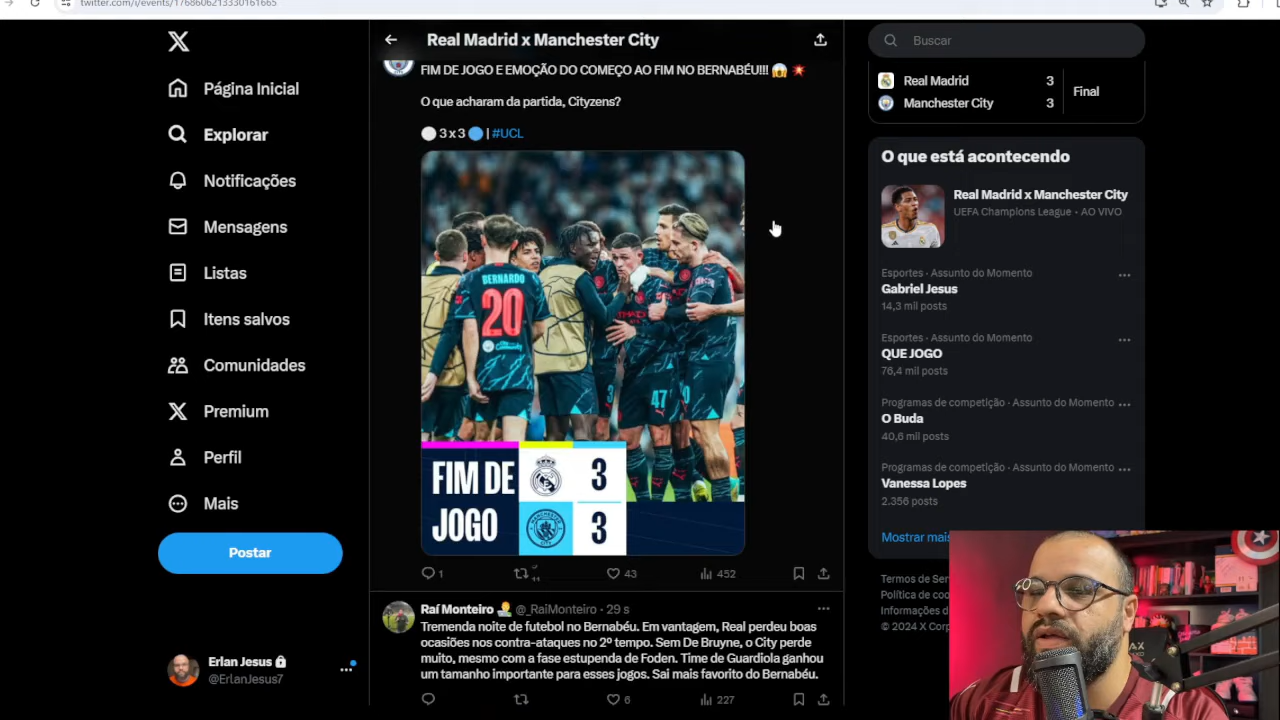 twitter.com/i/events/1768606213330161665
Página Inicial
Explorar
Notificações
Mensagens
Listas
Itens salvos
Comunidades
Premium
Perfil
Mais
Postar
Erlan Jesus
@ErlanJesus7
Real Madrid x Manchester City
FIM DE JOGO E EMOÇÃO DO COMEÇO AO FIM NO BERNABÉU!!! 😱 💥
O que acharam da partida, Cityzens?
⚪ 3 x 3 🔵 | #UCL
BERNARDO
20
47
FIM DE
JOGO
3
3
1
43
452
Raí Monteiro @_RaiMonteiro · 29 s
Tremenda noite de futebol no Bernabéu. Em vantagem, Real perdeu boas
ocasiões nos contra-ataques no 2º tempo. Sem De Bruyne, o City perde
muito, mesmo com a fase estupenda de Foden. Time de Guardiola ganhou
um tamanho importante para esses jogos. Sai mais favorito do Bernabéu.
6
227
Buscar
Real Madrid 3
Manchester City 3
Final
O que está acontecendo
Real Madrid x Manchester City
UEFA Champions League · AO VIVO
Esportes · Assunto do Momento
Gabriel Jesus
14,3 mil posts
Esportes · Assunto do Momento
QUE JOGO
76,4 mil posts
Programas de competição · Assunto do Momento
O Buda
40,6 mil posts
Programas de competição · Assunto do Momento
Vanessa Lopes
2.356 posts
Mostrar mais
Termos de Ser
Política de coo
Informações d
© 2024 X Corp